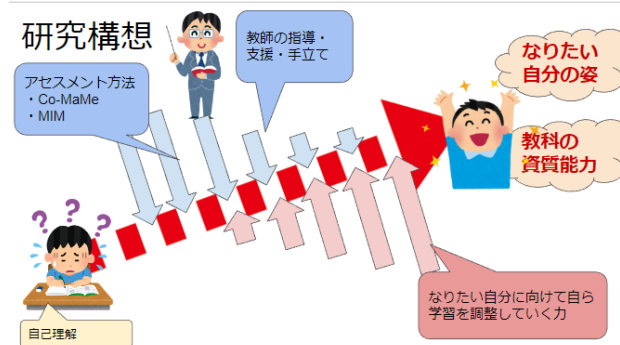 研究構想
教師の指導・
支援・手立て
なりたい
自分の姿
アセスメント方法
・Co-MaMe
・MIM
教科の
資質能力
? ? ?
なりたい自分に向けて自ら
学習を調整していく力
自己理解